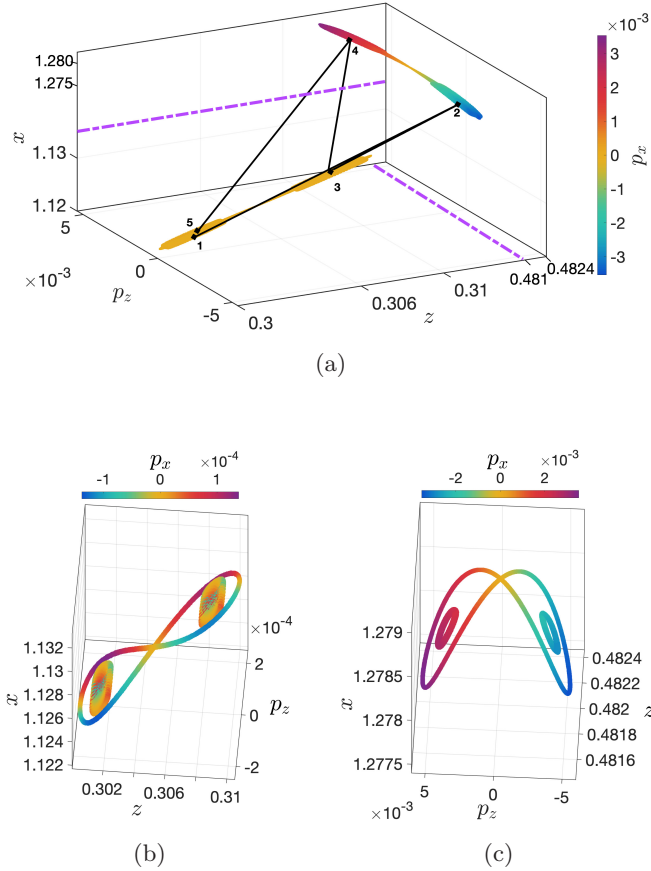 ×10⁻³
1.280
1.275
x
1.13
1.12
5
×10⁻³
0
p_z
-5
0.3
0.306
z
0.31
0.481
0.4824
4
2
3
5
1
3
2
1
0
-1
-2
-3
p_x
(a)
p_x ×10⁻⁴
-1 0 1
×10⁻⁴
1.132
1.13
1.128
1.126
1.124
1.122
x
2
0
-2
p_z
0.302 0.306 0.31
z
(b)
p_x ×10⁻³
-2 0 2
1.279
1.2785
1.278
1.2775
x
0.4824
0.4822
0.482
0.4818
0.4816
z
5 0 -5
×10⁻³ p_z
(c)